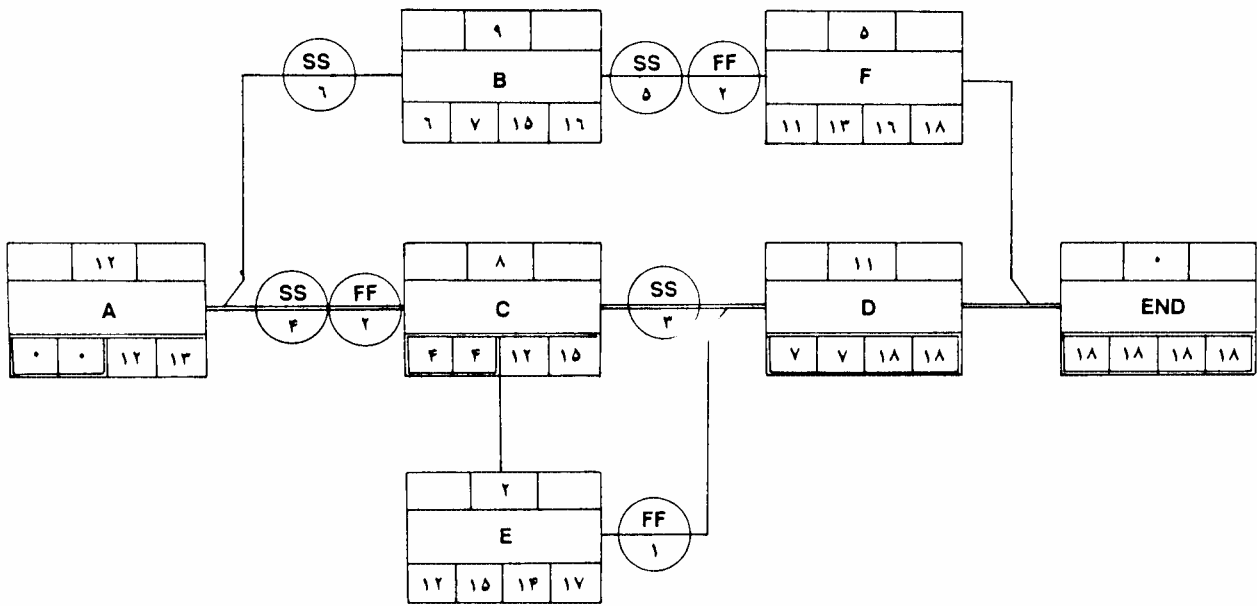 ۹
۵
SS
۶
B
SS
۵
FF
۲
F
۶ ۷ ۱۵ ۱۶
۱۱ ۱۳ ۱۶ ۱۸
۱۲
۸
۱۱
۰
A
SS
۴
FF
۲
C
SS
۳
D
END
۰ ۰ ۱۲ ۱۳
۴ ۴ ۱۲ ۱۵
۷ ۷ ۱۸ ۱۸
۱۸ ۱۸ ۱۸ ۱۸
۲
E
FF
۱
۱۲ ۱۵ ۱۴ ۱۷